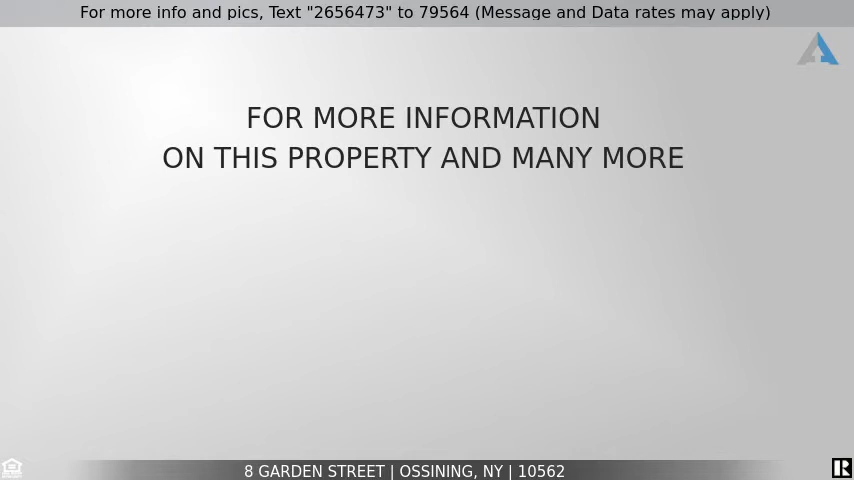 For more info and pics, Text "2656473" to 79564 (Message and Data rates may apply)
FOR MORE INFORMATION
ON THIS PROPERTY AND MANY MORE
8 GARDEN STREET | OSSINING, NY | 10562